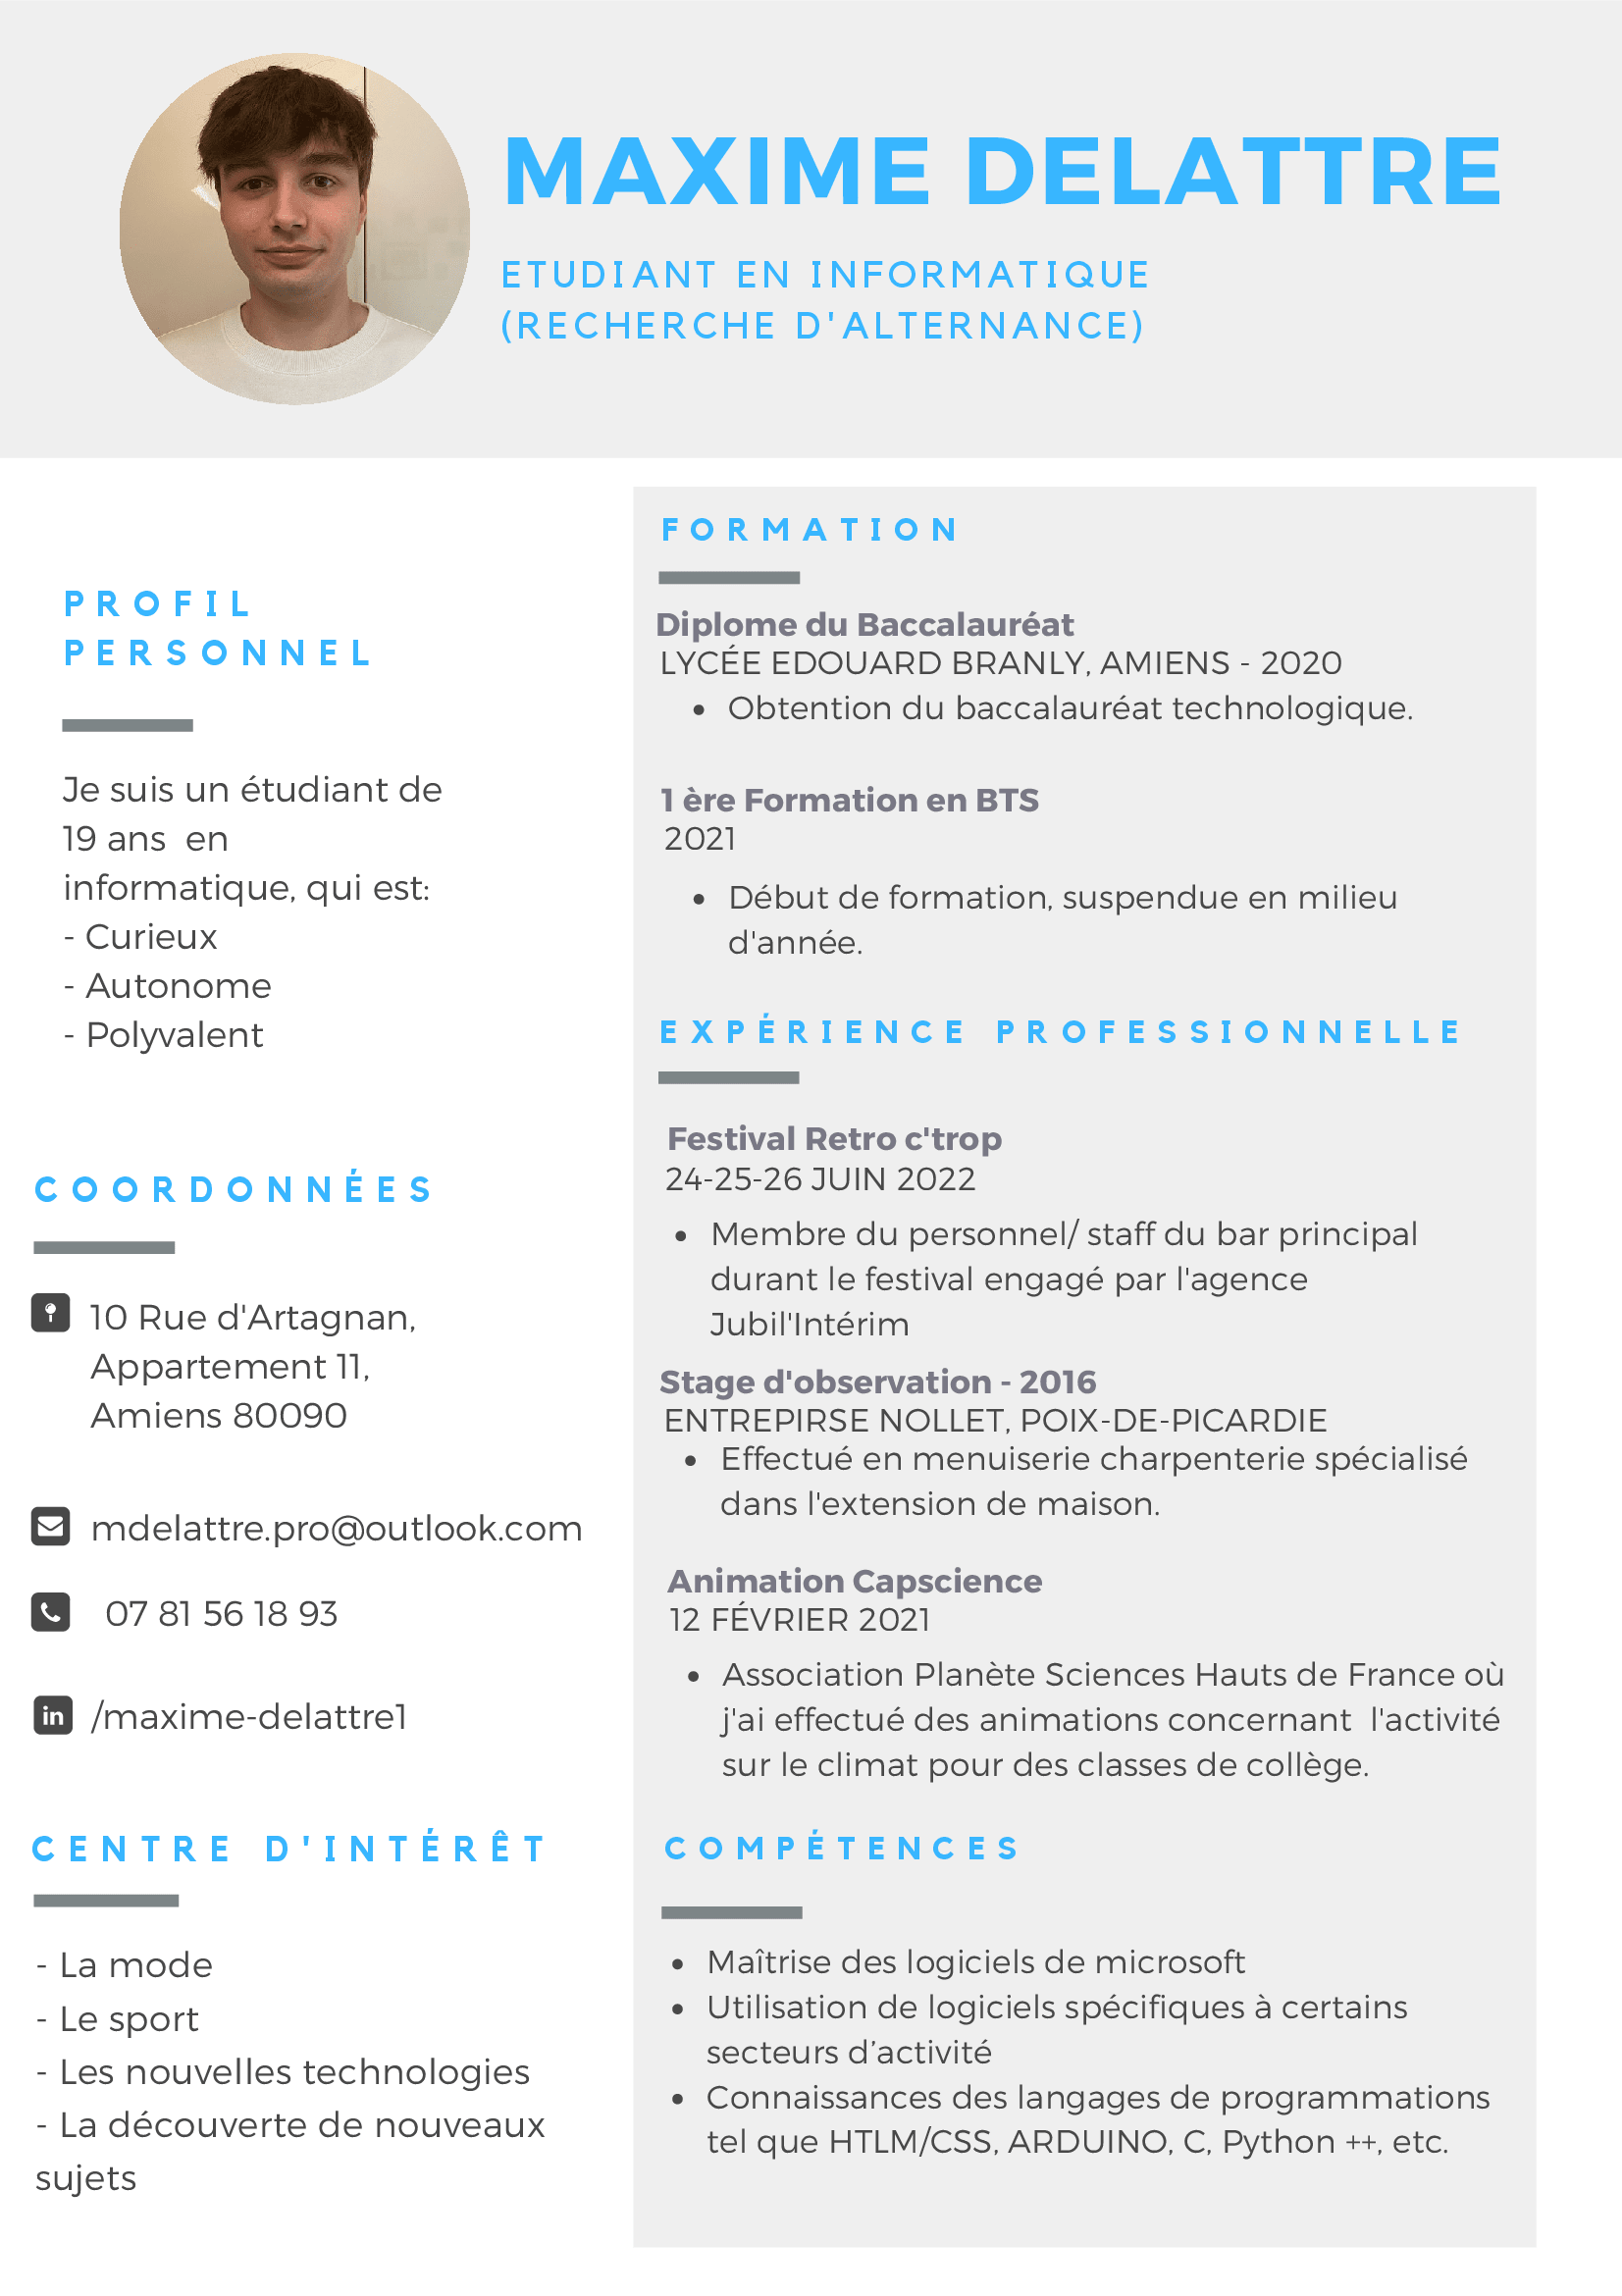 MAXIME DELATTRE
ETUDIANT EN INFORMATIQUE
(RECHERCHE D'ALTERNANCE)
PROFIL
PERSONNEL
Je suis un étudiant de
19 ans  en
informatique, qui est:
- Curieux
- Autonome
- Polyvalent
COORDONNÉES
10 Rue d'Artagnan,
Appartement 11,
Amiens 80090
mdelattre.pro@outlook.com
07 81 56 18 93
in /maxime-delattre1
CENTRE D'INTÉRÊT
- La mode
- Le sport
- Les nouvelles technologies
- La découverte de nouveaux
sujets
FORMATION
Diplome du Baccalauréat
LYCÉE EDOUARD BRANLY, AMIENS - 2020
• Obtention du baccalauréat technologique.
1 ère Formation en BTS
2021
• Début de formation, suspendue en milieu
d'année.
EXPÉRIENCE PROFESSIONNELLE
Festival Retro c'trop
24-25-26 JUIN 2022
• Membre du personnel/ staff du bar principal
durant le festival engagé par l'agence
Jubil'Intérim
Stage d'observation - 2016
ENTREPIRSE NOLLET, POIX-DE-PICARDIE
• Effectué en menuiserie charpenterie spécialisé
dans l'extension de maison.
Animation Capscience
12 FÉVRIER 2021
• Association Planète Sciences Hauts de France où
j'ai effectué des animations concernant  l'activité
sur le climat pour des classes de collège.
COMPÉTENCES
• Maîtrise des logiciels de microsoft
• Utilisation de logiciels spécifiques à certains
secteurs d’activité
• Connaissances des langages de programmations
tel que HTLM/CSS, ARDUINO, C, Python ++, etc.